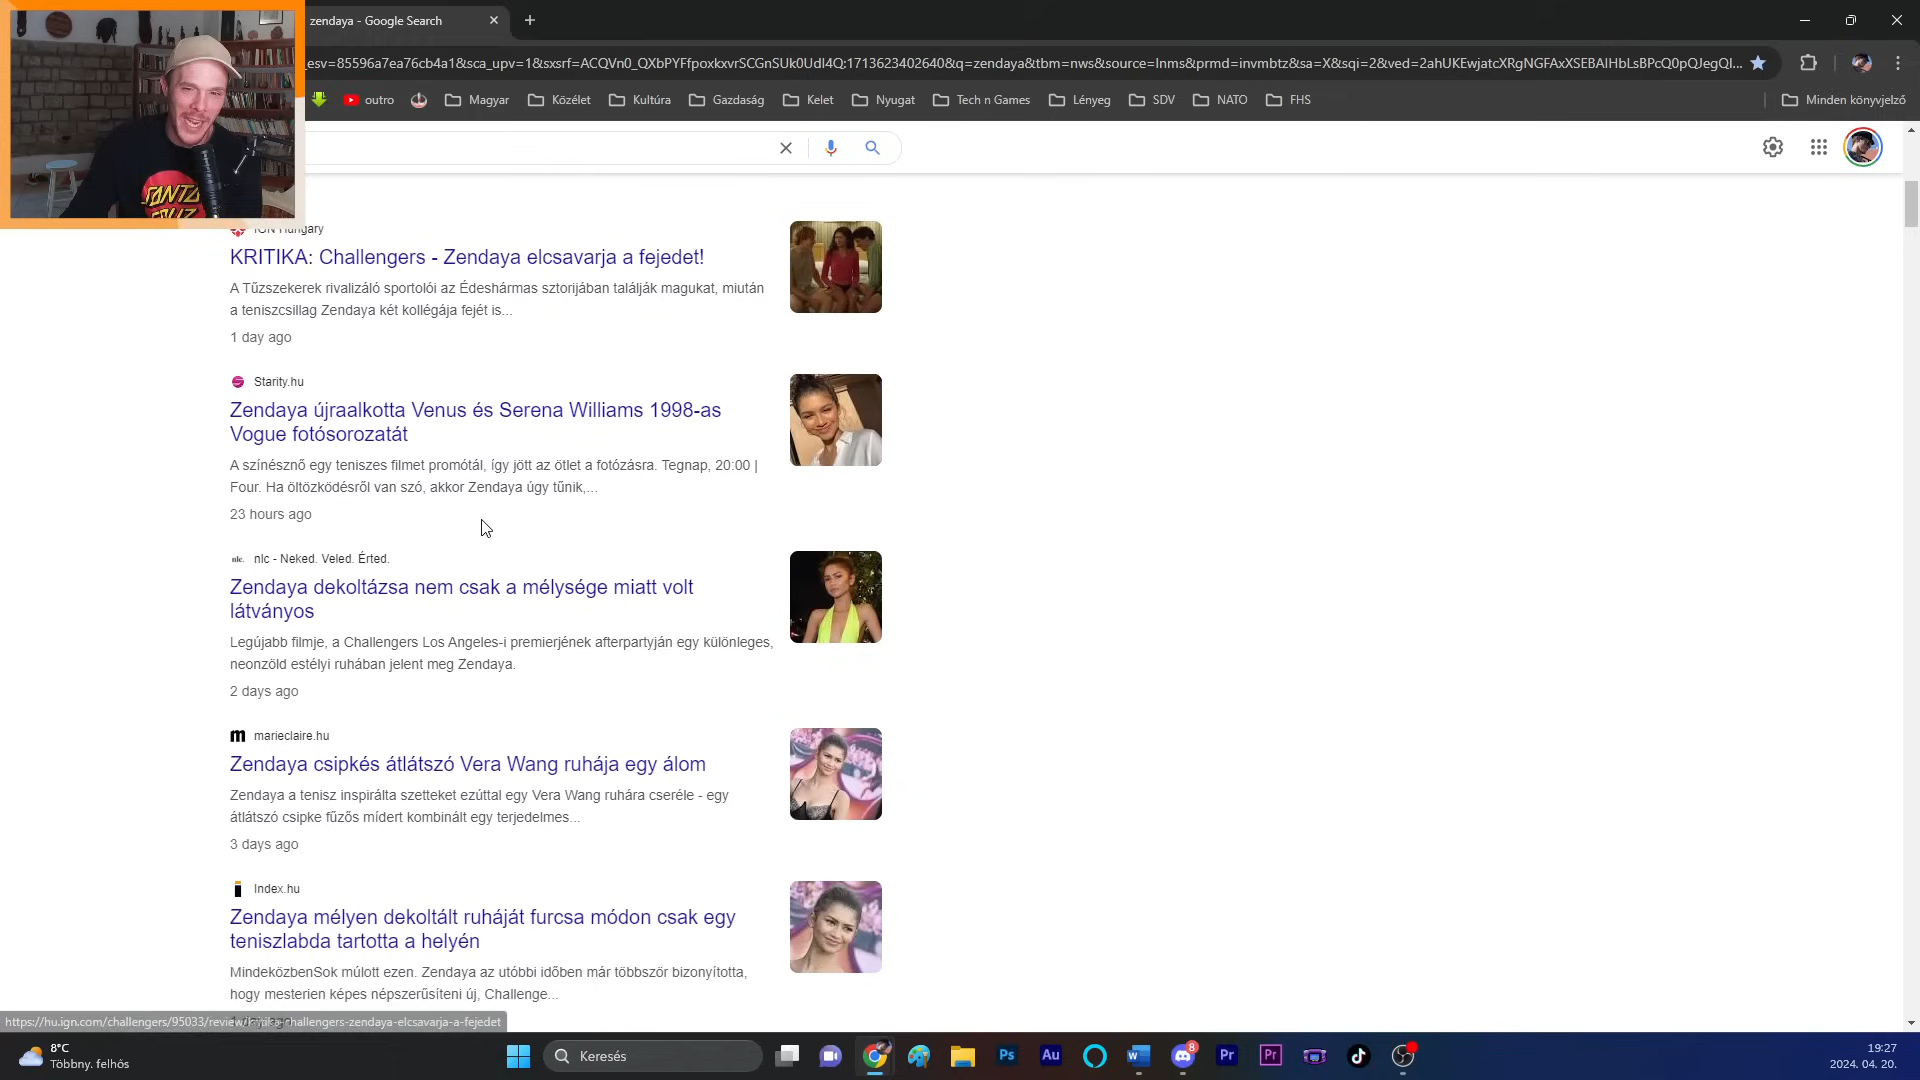 zendaya - Google Search
_esv=85596a7ea76cb4a1&sca_upv=1&sxsrf=ACQVn0_QXbPYFfpoxkxvrSCGnSUk0UdI4Q:1713623402640&q=zendaya&tbm=nws&source=lnms&prmd=invmbtz&sa=X&sqi=2&ved=2ahUKEwjatcXRgNGFAxXSEBAIHbLsBPcQ0pQJegQI...
outro Magyar Közélet Kultúra Gazdaság Kelet Nyugat Tech n Games Lényeg SDV NATO FHS Minden könyvjelző
IGN Hungary
KRITIKA: Challengers - Zendaya elcsavarja a fejedet!
A Tűzszekerek rivalizáló sportolói az Édeshármas sztorijában találják magukat, miután
a teniszcsillag Zendaya két kollégája fejét is...
1 day ago
Starity.hu
Zendaya újraalkotta Venus és Serena Williams 1998-as
Vogue fotósorozatát
A színésznő egy teniszes filmet promótál, így jött az ötlet a fotózásra. Tegnap, 20:00 |
Four. Ha öltözködésről van szó, akkor Zendaya úgy tűnik,...
23 hours ago
nlc.
nlc - Neked. Veled. Érted.
Zendaya dekoltázsa nem csak a mélysége miatt volt
látványos
Legújabb filmje, a Challengers Los Angeles-i premierjének afterpartyján egy különleges,
neonzöld estélyi ruhában jelent meg Zendaya.
2 days ago
m
marieclaire.hu
Zendaya csipkés átlátszó Vera Wang ruhája egy álom
Zendaya a tenisz inspirálta szetteket ezúttal egy Vera Wang ruhára cseréle - egy
átlátszó csipke fűzős mídert kombinált egy terjedelmes...
3 days ago
Index.hu
Zendaya mélyen dekoltált ruháját furcsa módon csak egy
teniszlabda tartotta a helyén
MindeközbenSok múlott ezen. Zendaya az utóbbi időben már többször bizonyította,
hogy mesterien képes népszerűsíteni új, Challenge...
8°C
Többny. felhős
Keresés
Ps
Au
W
8
Pr
Pr
19:27
2024. 04. 20.